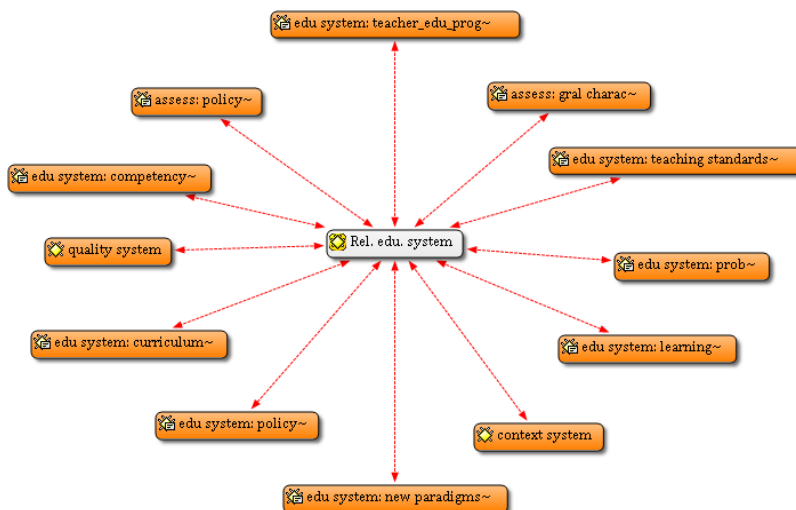 edu system: teacher_edu_prog~
assess: policy~
assess: gral charac~
edu system: teaching standards~
edu system: competency~
Rel. edu. system
quality system
edu system: prob~
edu system: curriculum~
edu system: learning~
edu system: policy~
context system
edu system: new paradigms~